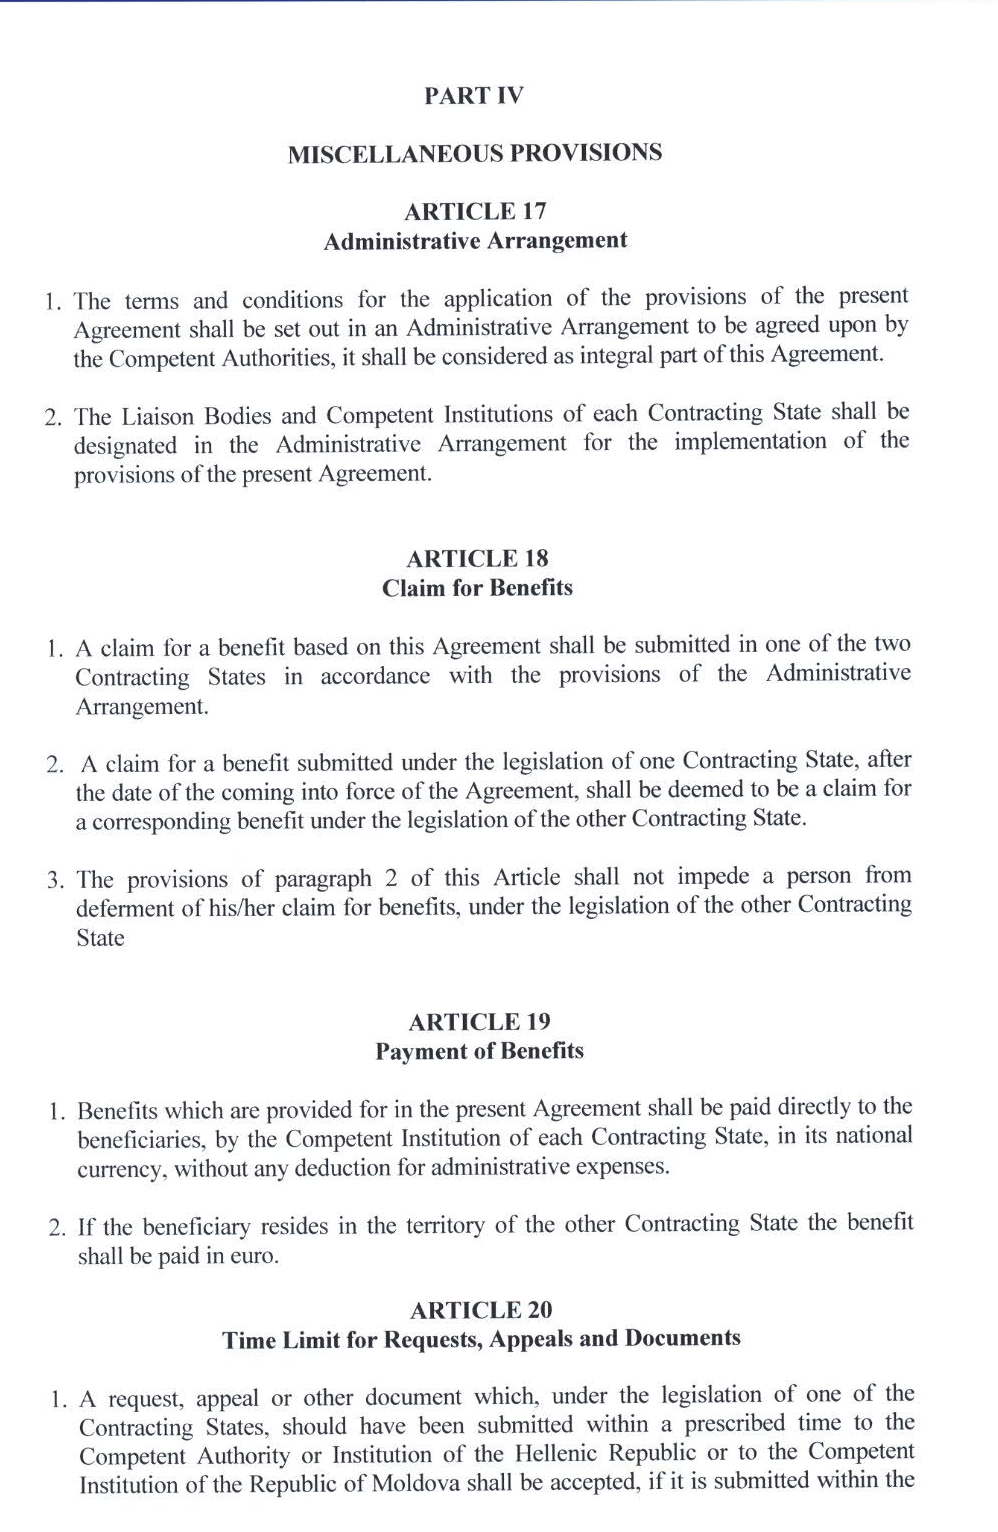 PART IV
MISCELLANEOUS PROVISIONS
ARTICLE 17
Administrative Arrangement
1. The terms and conditions for the application of the provisions of the present
Agreement shall be set out in an Administrative Arrangement to be agreed upon by
the Competent Authorities, it shall be considered as integral part of this Agreement.
2. The Liaison Bodies and Competent Institutions of each Contracting State shall be
designated in the Administrative Arrangement for the implementation of the
provisions of the present Agreement.
ARTICLE 18
Claim for Benefits
1. A claim for a benefit based on this Agreement shall be submitted in one of the two
Contracting States in accordance with the provisions of the Administrative
Arrangement.
2. A claim for a benefit submitted under the legislation of one Contracting State, after
the date of the coming into force of the Agreement, shall be deemed to be a claim for
a corresponding benefit under the legislation of the other Contracting State.
3. The provisions of paragraph 2 of this Article shall not impede a person from
deferment of his/her claim for benefits, under the legislation of the other Contracting
State
ARTICLE 19
Payment of Benefits
1. Benefits which are provided for in the present Agreement shall be paid directly to the
beneficiaries, by the Competent Institution of each Contracting State, in its national
currency, without any deduction for administrative expenses.
2. If the beneficiary resides in the territory of the other Contracting State the benefit
shall be paid in euro.
ARTICLE 20
Time Limit for Requests, Appeals and Documents
1. A request, appeal or other document which, under the legislation of one of the
Contracting States, should have been submitted within a prescribed time to the
Competent Authority or Institution of the Hellenic Republic or to the Competent
Institution of the Republic of Moldova shall be accepted, if it is submitted within the